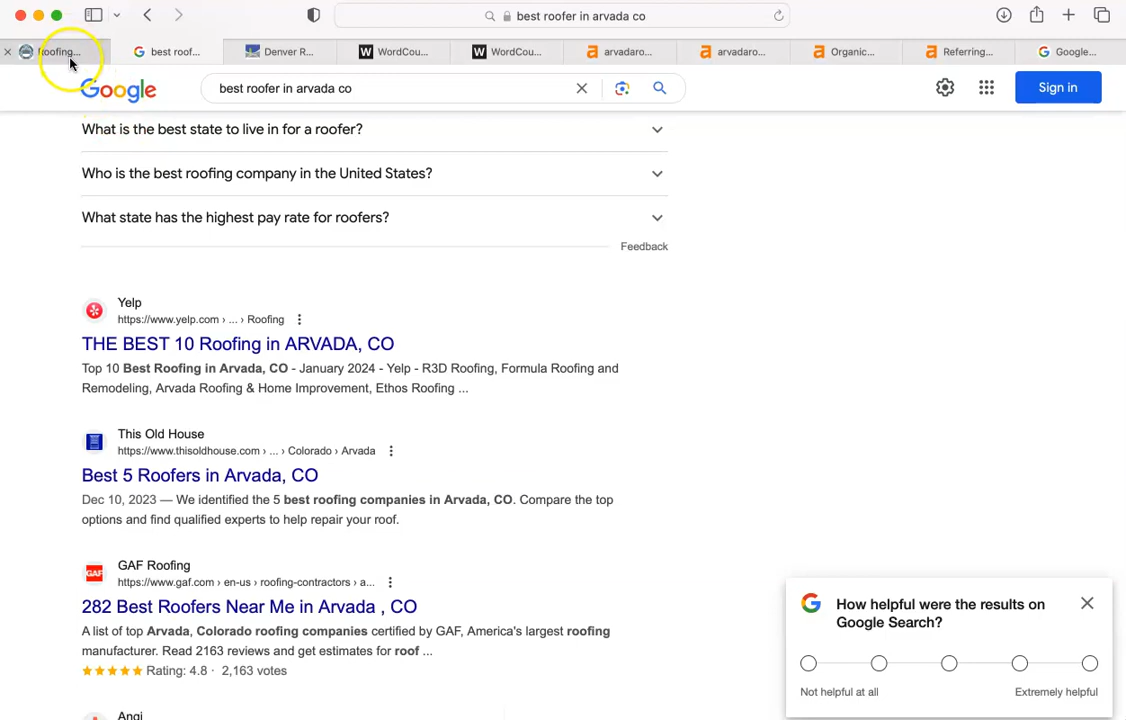 best roofer in arvada co
Roofing...
best roof...
Denver R...
WordCou...
WordCou...
arvadaro...
arvadaro...
Organic...
Referring...
Google...
Google
best roofer in arvada co
Sign in
What is the best state to live in for a roofer?
Who is the best roofing company in the United States?
What state has the highest pay rate for roofers?
Feedback
Yelp
https://www.yelp.com › ... › Roofing
THE BEST 10 Roofing in ARVADA, CO
Top 10 Best Roofing in Arvada, CO - January 2024 - Yelp - R3D Roofing, Formula Roofing and
Remodeling, Arvada Roofing & Home Improvement, Ethos Roofing ...
This Old House
https://www.thisoldhouse.com › ... › Colorado › Arvada
Best 5 Roofers in Arvada, CO
Dec 10, 2023 — We identified the 5 best roofing companies in Arvada, CO. Compare the top
options and find qualified experts to help repair your roof.
GAF
GAF Roofing
https://www.gaf.com › en-us › roofing-contractors › a...
282 Best Roofers Near Me in Arvada , CO
A list of top Arvada, Colorado roofing companies certified by GAF, America's largest roofing
manufacturer. Read 2163 reviews and get estimates for roof ...
Rating: 4.8 · 2,163 votes
Angi
How helpful were the results on
Google Search?
Not helpful at all
Extremely helpful